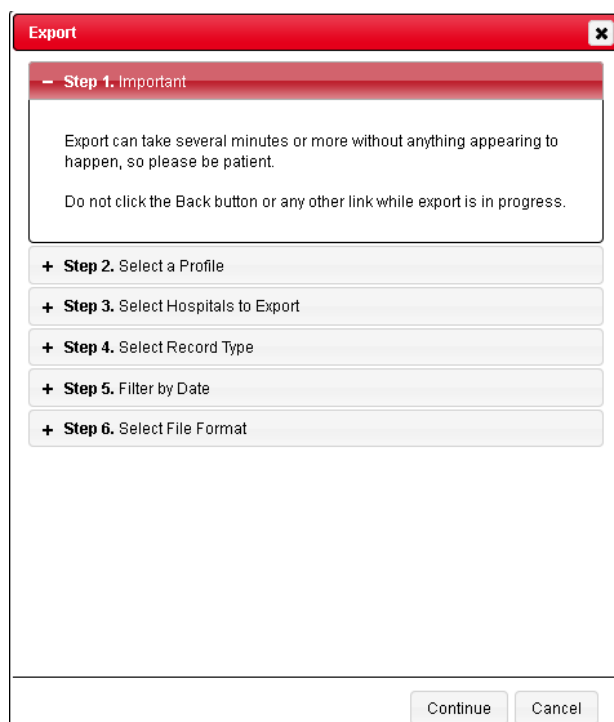 Export
Step 1. Important
Export can take several minutes or more without anything appearing to
happen, so please be patient.
Do not click the Back button or any other link while export is in progress.
Step 2. Select a Profile
Step 3. Select Hospitals to Export
Step 4. Select Record Type
Step 5. Filter by Date
Step 6. Select File Format
Continue Cancel